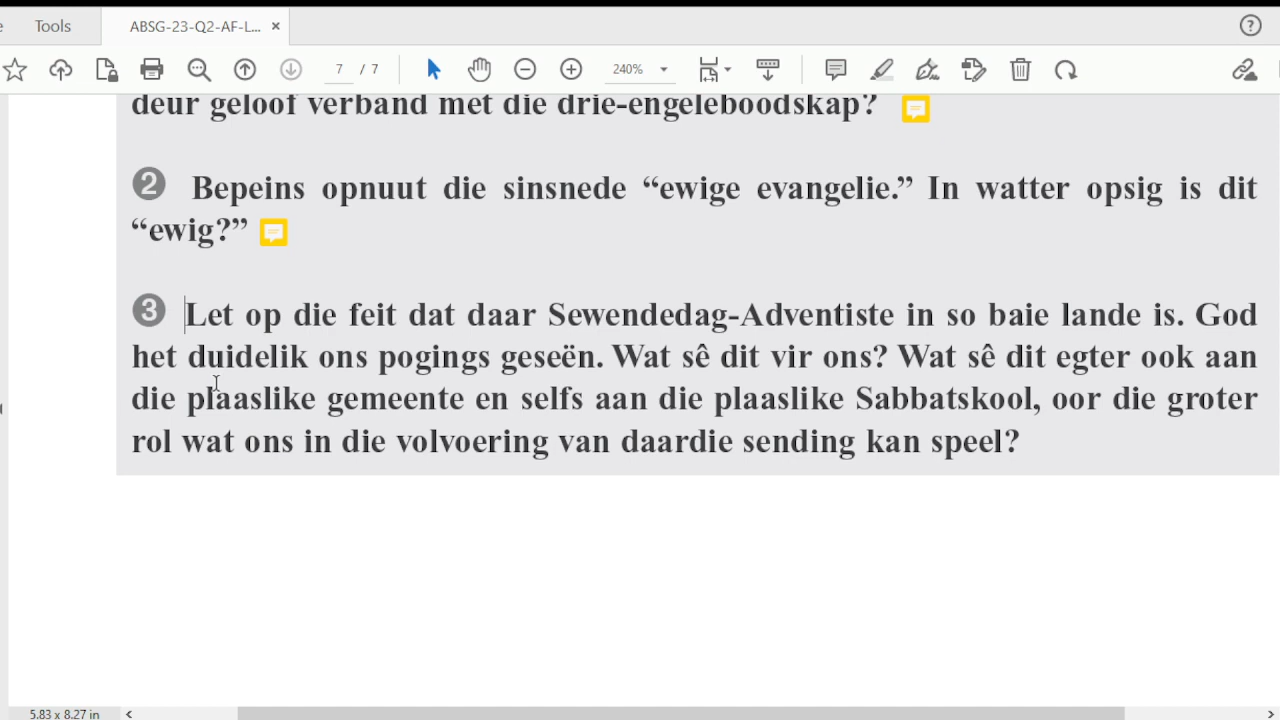 e Tools ABSG-23-Q2-AF-L... ×
7 / 7 240%
deur geloof verband met die drie-engeleboodskap?
2 Bepeins opnuut die sinsnede “ewige evangelie.” In watter opsig is dit
“ewig?”
3 Let op die feit dat daar Sewendedag-Adventiste in so baie lande is. God
het duidelik ons pogings geseën. Wat sê dit vir ons? Wat sê dit egter ook aan
die plaaslike gemeente en selfs aan die plaaslike Sabbatskool, oor die groter
rol wat ons in die volvoering van daardie sending kan speel?
5.83 x 8.27 in